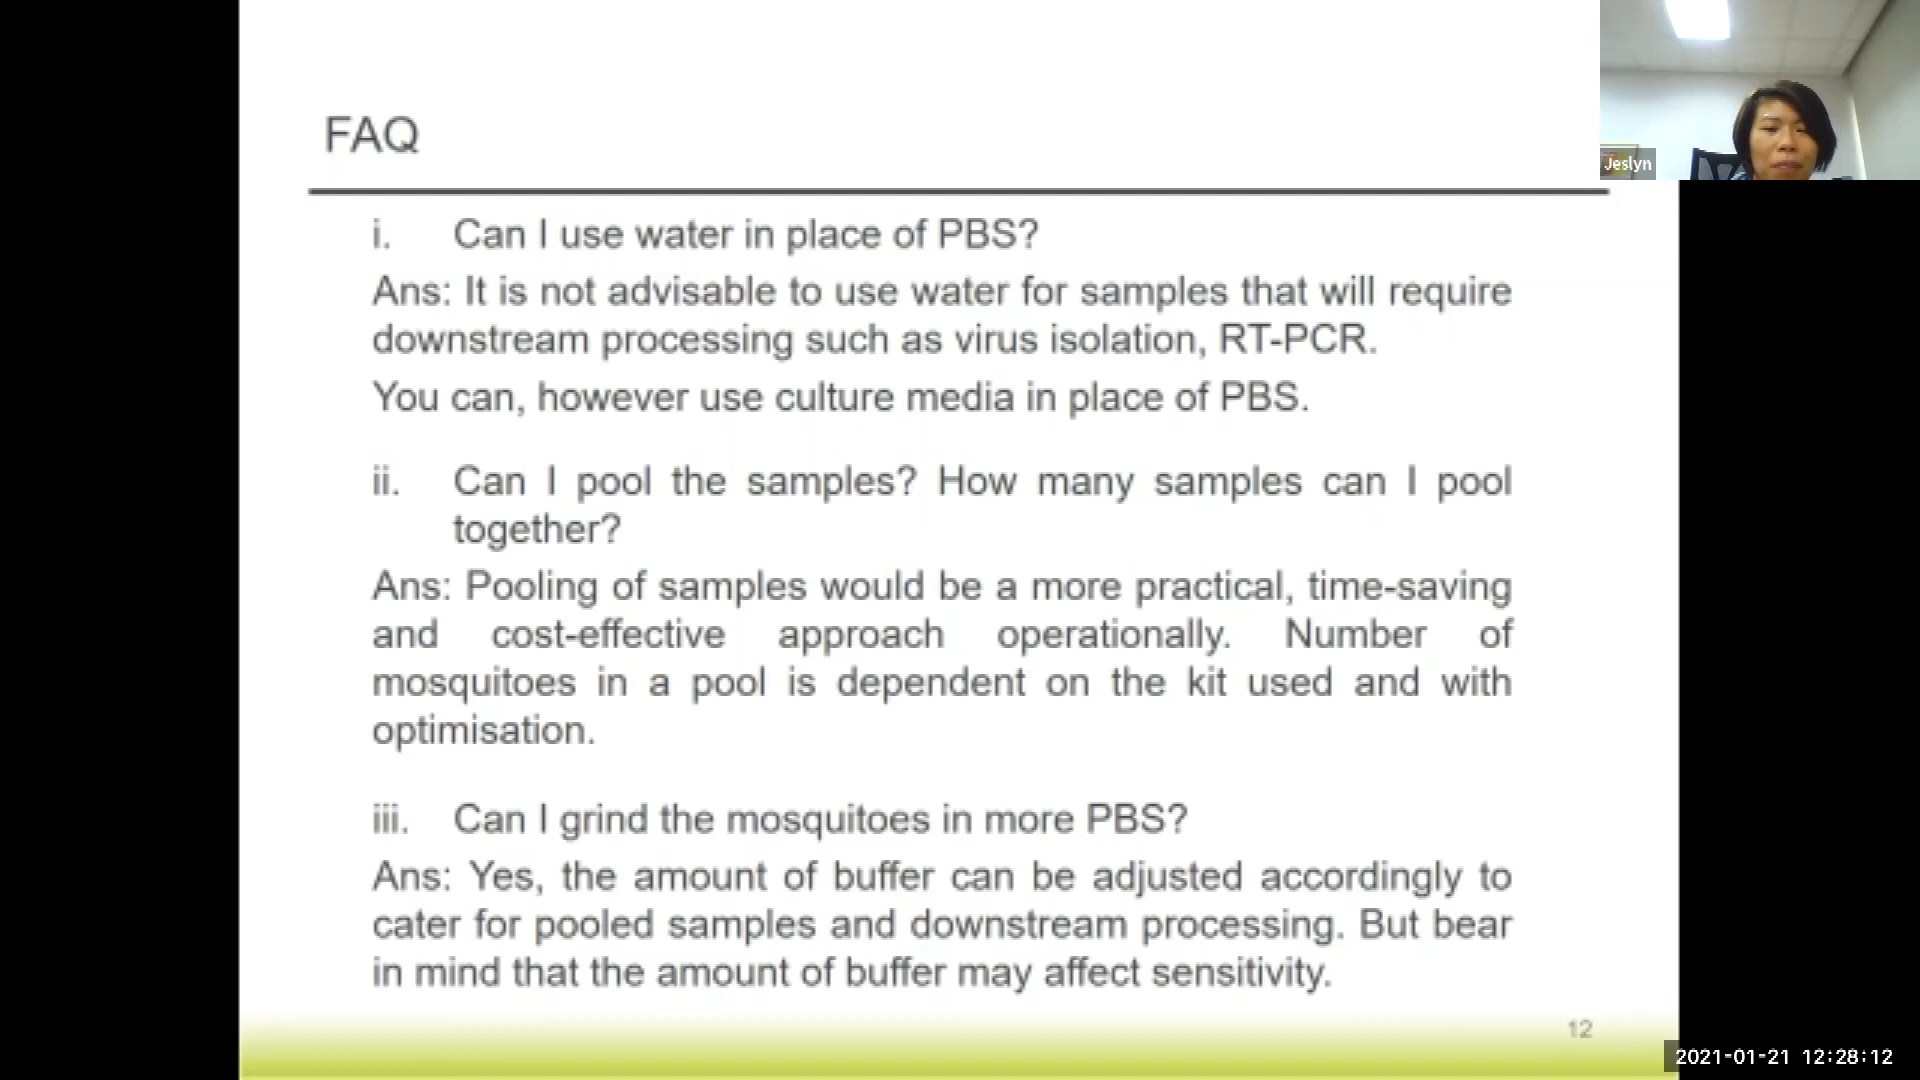 FAQ
Jeslyn
i. Can I use water in place of PBS?
Ans: It is not advisable to use water for samples that will require
downstream processing such as virus isolation, RT-PCR.
You can, however use culture media in place of PBS.
ii. Can I pool the samples? How many samples can I pool
together?
Ans: Pooling of samples would be a more practical, time-saving
and cost-effective approach operationally. Number of
mosquitoes in a pool is dependent on the kit used and with
optimisation.
iii. Can I grind the mosquitoes in more PBS?
Ans: Yes, the amount of buffer can be adjusted accordingly to
cater for pooled samples and downstream processing. But bear
in mind that the amount of buffer may affect sensitivity.
12
2021-01-21 12:28:12